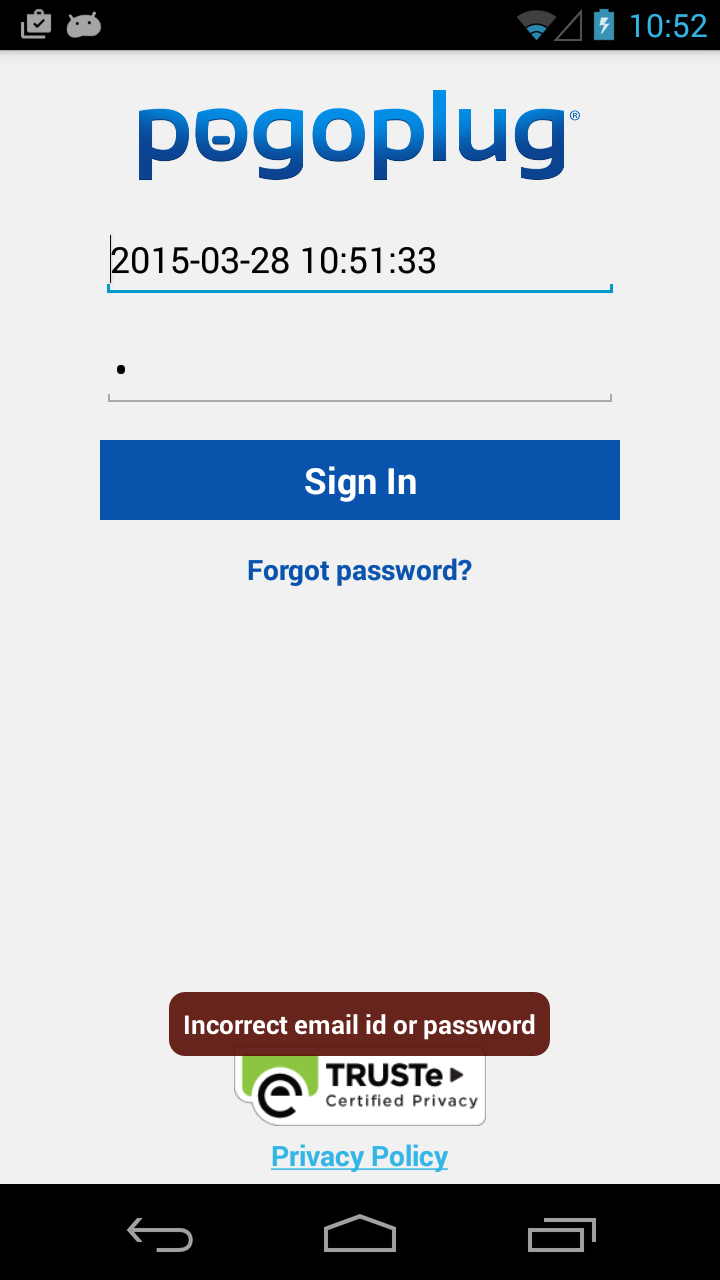 10:52
pogoplug®
2015-03-28 10:51:33
•
Sign In
Forgot password?
Incorrect email id or password
TRUSTe
Certified Privacy
Privacy Policy